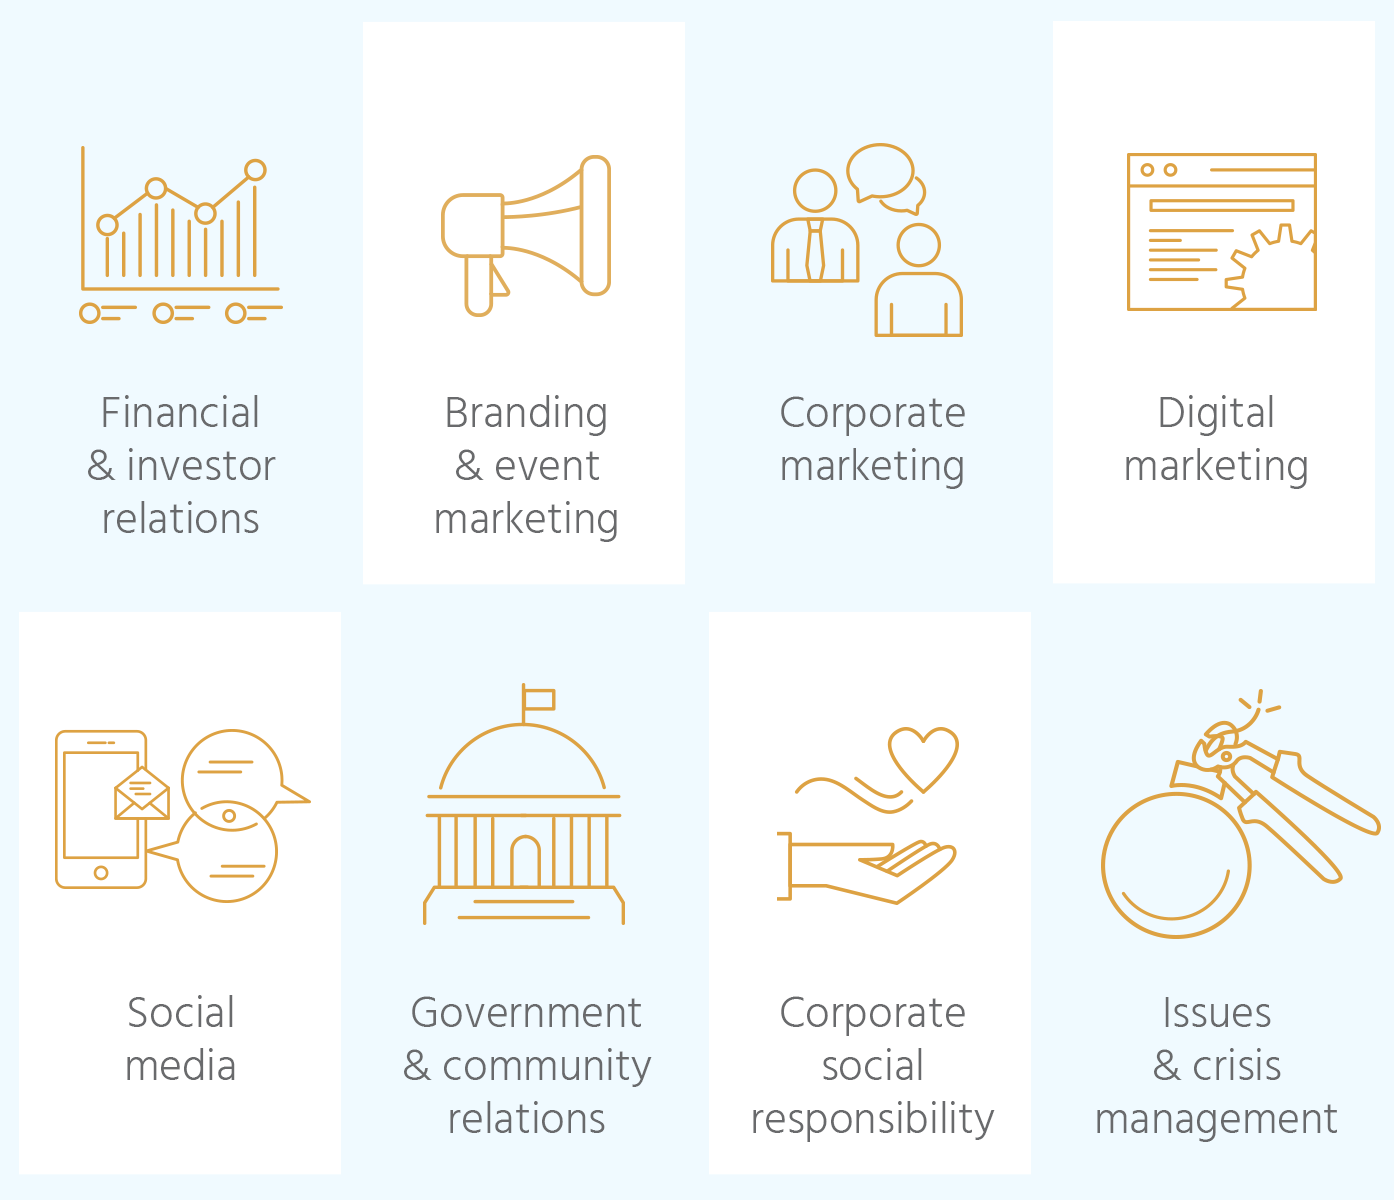 Financial
& investor
relations
Branding
& event
marketing
Corporate
marketing
Digital
marketing
Social
media
Government
& community
relations
Corporate
social
responsibility
Issues
& crisis
management